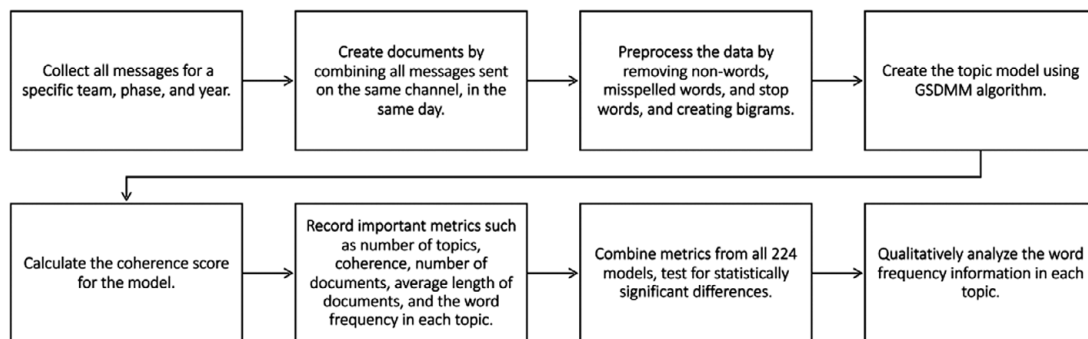 Collect all messages for a
specific team, phase, and year.
Create documents by
combining all messages sent
on the same channel, in the
same day.
Preprocess the data by
removing non-words,
misspelled words, and stop
words, and creating bigrams.
Create the topic model using
GSDMM algorithm.
Calculate the coherence score
for the model.
Record important metrics such
as number of topics,
coherence, number of
documents, average length of
documents, and the word
frequency in each topic.
Combine metrics from all 224
models, test for statistically
significant differences.
Qualitatively analyze the word
frequency information in each
topic.